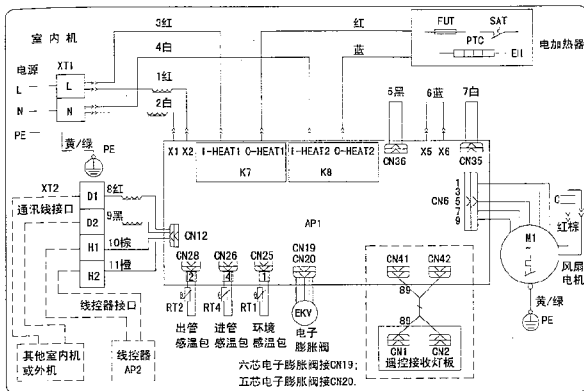 3红
红
FUT
SAT
室内机
4白
PTC
EH
蓝
电加热器
电源
XT1
L
L
1红
N
N
2白
5黑
6蓝
7白
PE
黄/绿
PE
X1 X2
I-HEAT1 O-HEAT1
I-HEAT2 O-HEAT2
CN36
X5 X6
CN35
K7
K8
XT2
D1
8红
通讯线接口
D2
9黑
H1
10棕
H2
11橙
CN12
AP1
1
3
5
7
9
CN6
C
红
棕
M1
风扇
电机
黄/绿
PE
CN28
CN26
CN25
CN19
CN20
CN41
CN42
2
4
1
89
RT2
RT4
RT1
EKV
89
线控器接口
出管
感温包
进管
感温包
环境
感温包
电子
膨胀阀
CN1
CN2
遥控接收灯板
其他室内机
或外机
线控器
AP2
六芯电子膨胀阀接CN19;
五芯电子膨胀阀接CN20.